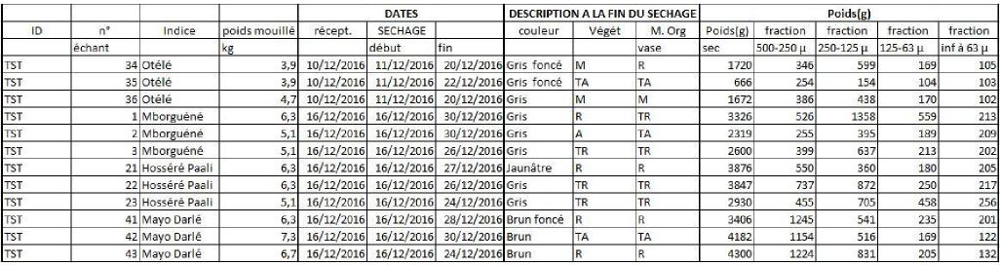 DATES DESCRIPTION A LA FIN DU SECHAGE Poids(g)
ID n° Indice poids mouillé récept. SECHAGE couleur Végét M. Org Poids(g) fraction fraction fraction fraction
échant kg début fin vase sec 500-250 µ 250-125 µ 125-63 µ inf à 63 µ
TST 34 Otélé 3,9 10/12/2016 11/12/2016 20/12/2016 Gris foncé M R 1720 346 599 169 105
TST 35 Otélé 3,9 10/12/2016 11/12/2016 22/12/2016 Gris foncé TA TA 666 254 154 104 103
TST 36 Otélé 4,7 10/12/2016 11/12/2016 20/12/2016 Gris M M 1672 386 438 170 102
TST 1 Mborguéné 6,3 16/12/2016 16/12/2016 30/12/2016 Gris R TR 3326 526 1358 559 213
TST 2 Mborguéné 5,1 16/12/2016 16/12/2016 30/12/2016 Gris A TA 2319 255 395 189 209
TST 3 Mborguéné 5,1 16/12/2016 16/12/2016 26/12/2016 Gris TR TR 2600 399 637 213 202
TST 21 Hosséré Paali 6,3 16/12/2016 16/12/2016 27/12/2016 Jaunâtre R R 3876 550 360 180 205
TST 22 Hosséré Paali 6,3 16/12/2016 16/12/2016 26/12/2016 Gris TR TR 3847 737 872 250 217
TST 23 Hosséré Paali 5,1 16/12/2016 16/12/2016 24/12/2016 Gris TR TR 2930 455 705 458 256
TST 41 Mayo Darlé 6,3 16/12/2016 16/12/2016 28/12/2016 Brun foncé R R 3406 1245 541 235 201
TST 42 Mayo Darlé 7,3 16/12/2016 16/12/2016 30/12/2016 Brun TA TA 4182 1154 516 169 122
TST 43 Mayo Darlé 6,7 16/12/2016 16/12/2016 24/12/2016 Brun R R 4300 1224 831 205 132